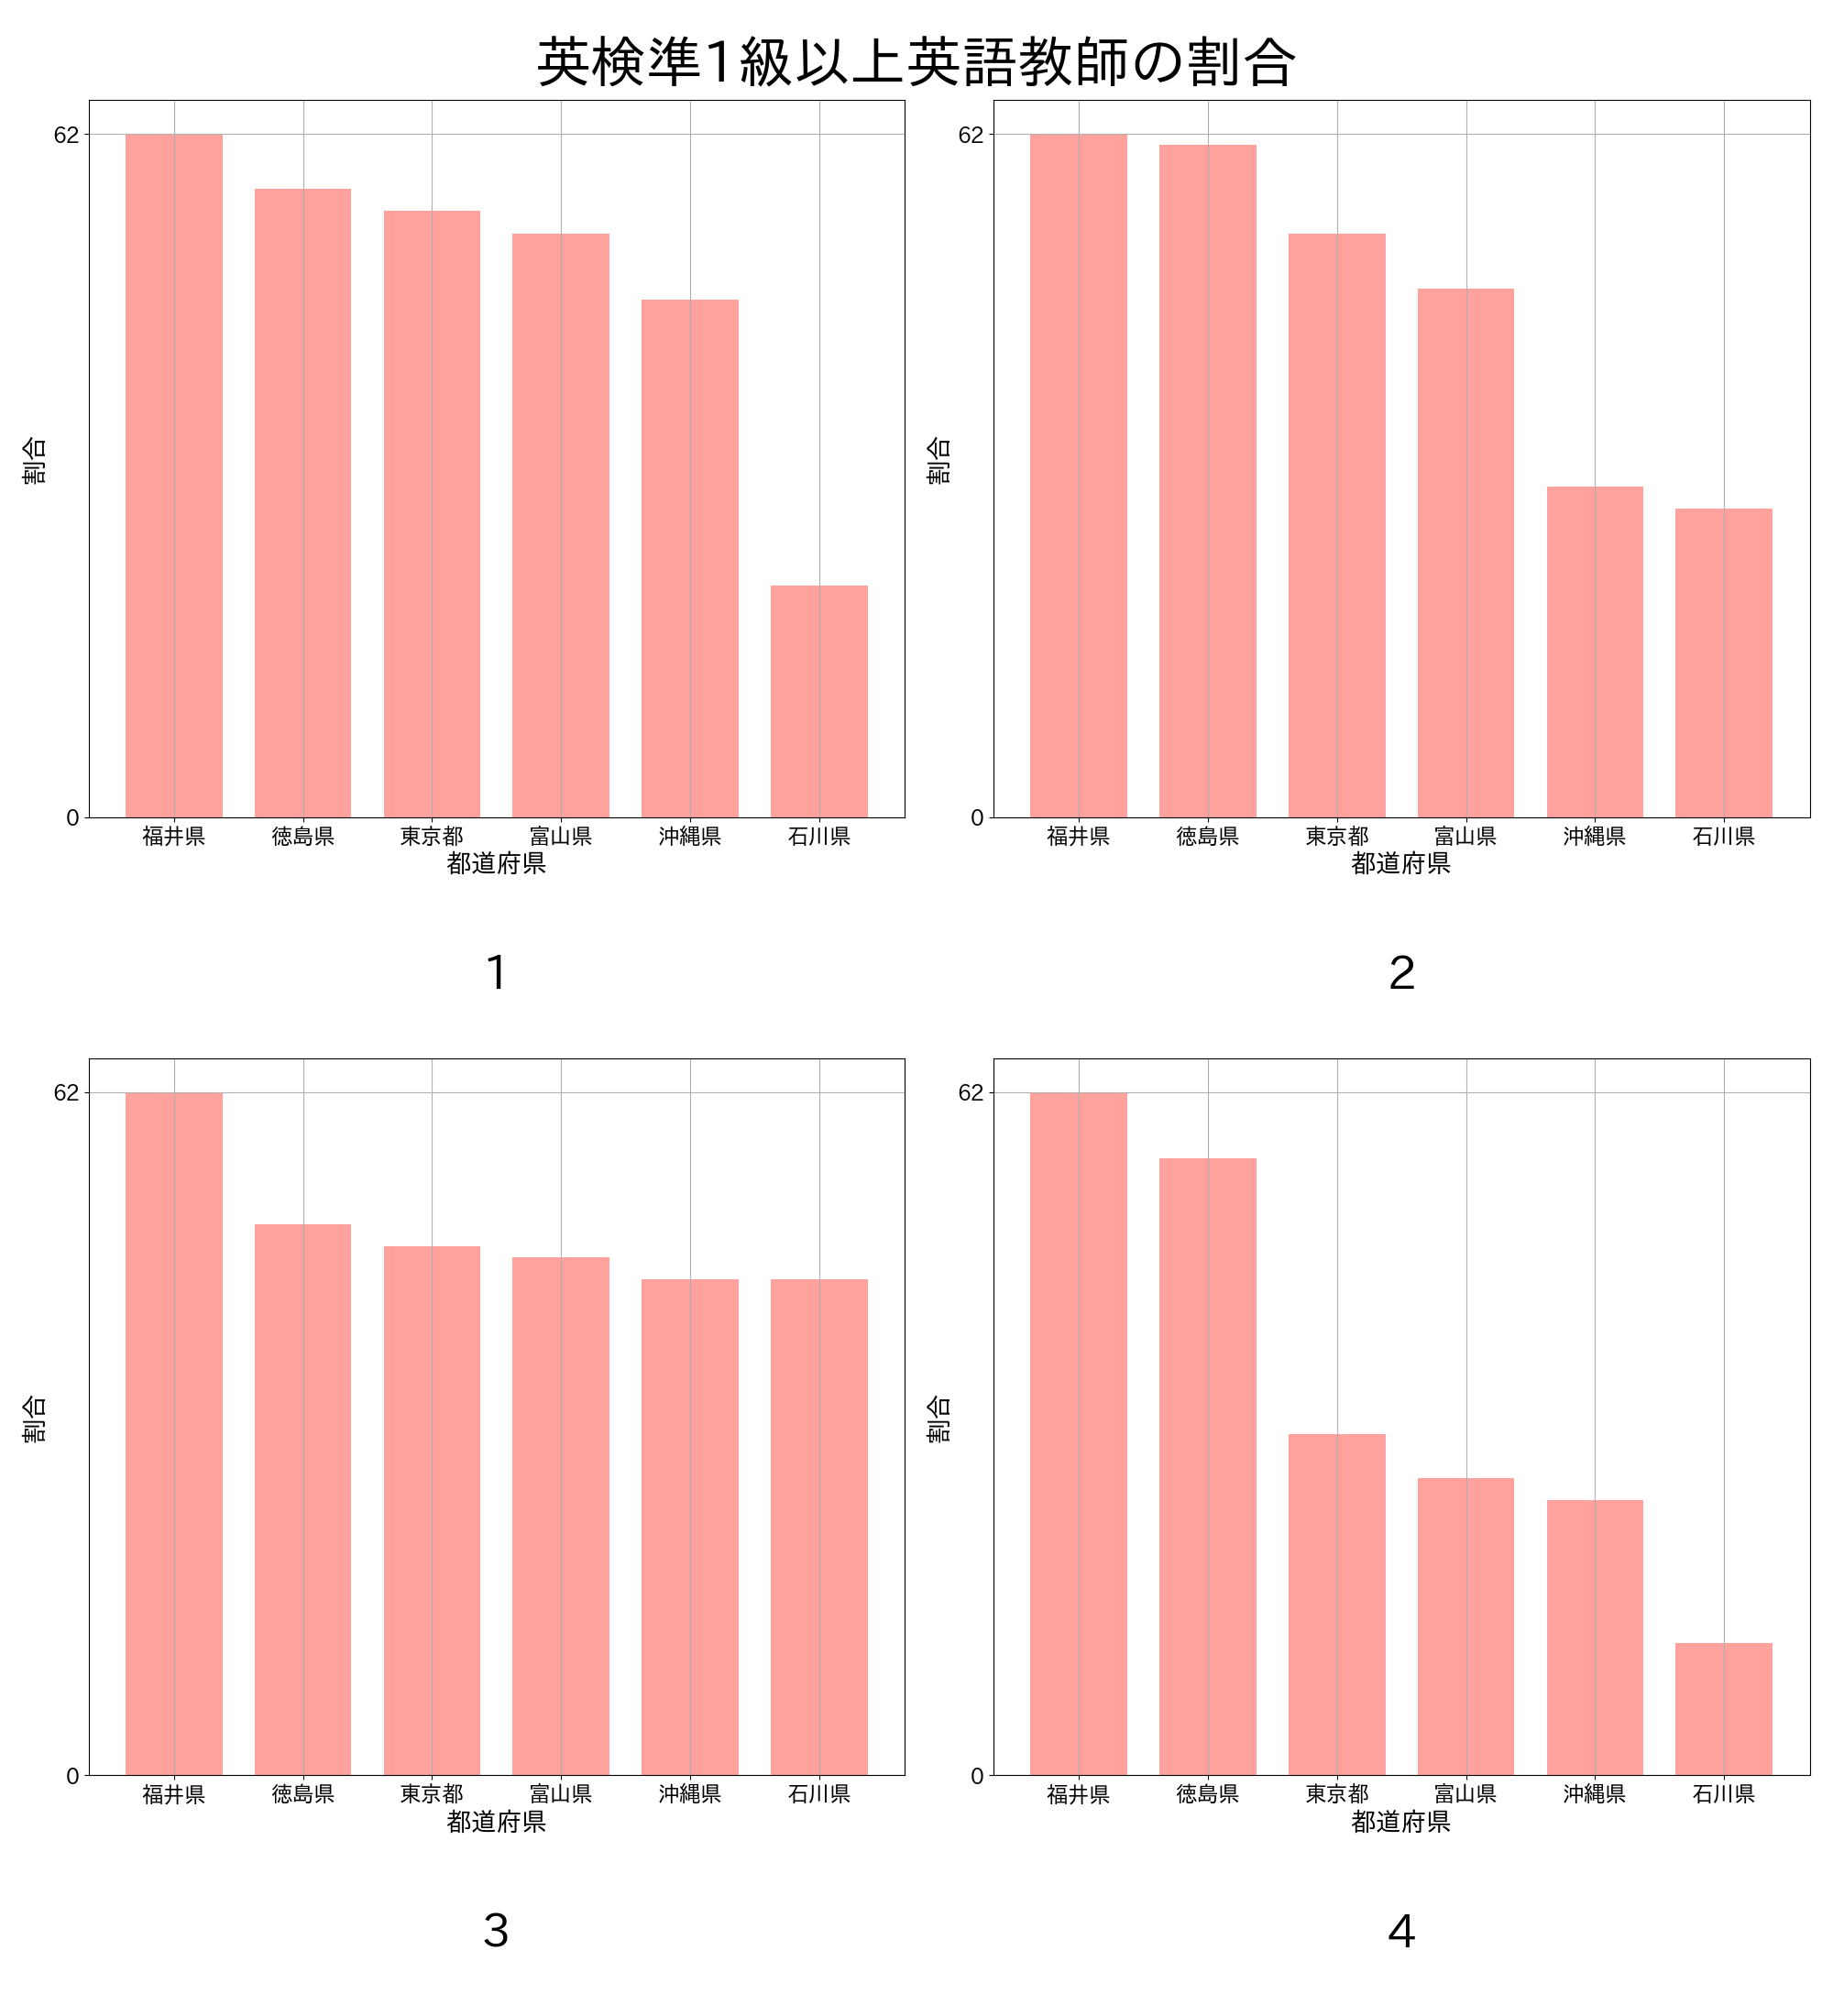 英検準1級以上英語教師の割合
62
0
割合
福井県 徳島県 東京都 富山県 沖縄県 石川県
都道府県
1
62
0
割合
福井県 徳島県 東京都 富山県 沖縄県 石川県
都道府県
2
62
0
割合
福井県 徳島県 東京都 富山県 沖縄県 石川県
都道府県
3
62
0
割合
福井県 徳島県 東京都 富山県 沖縄県 石川県
都道府県
4